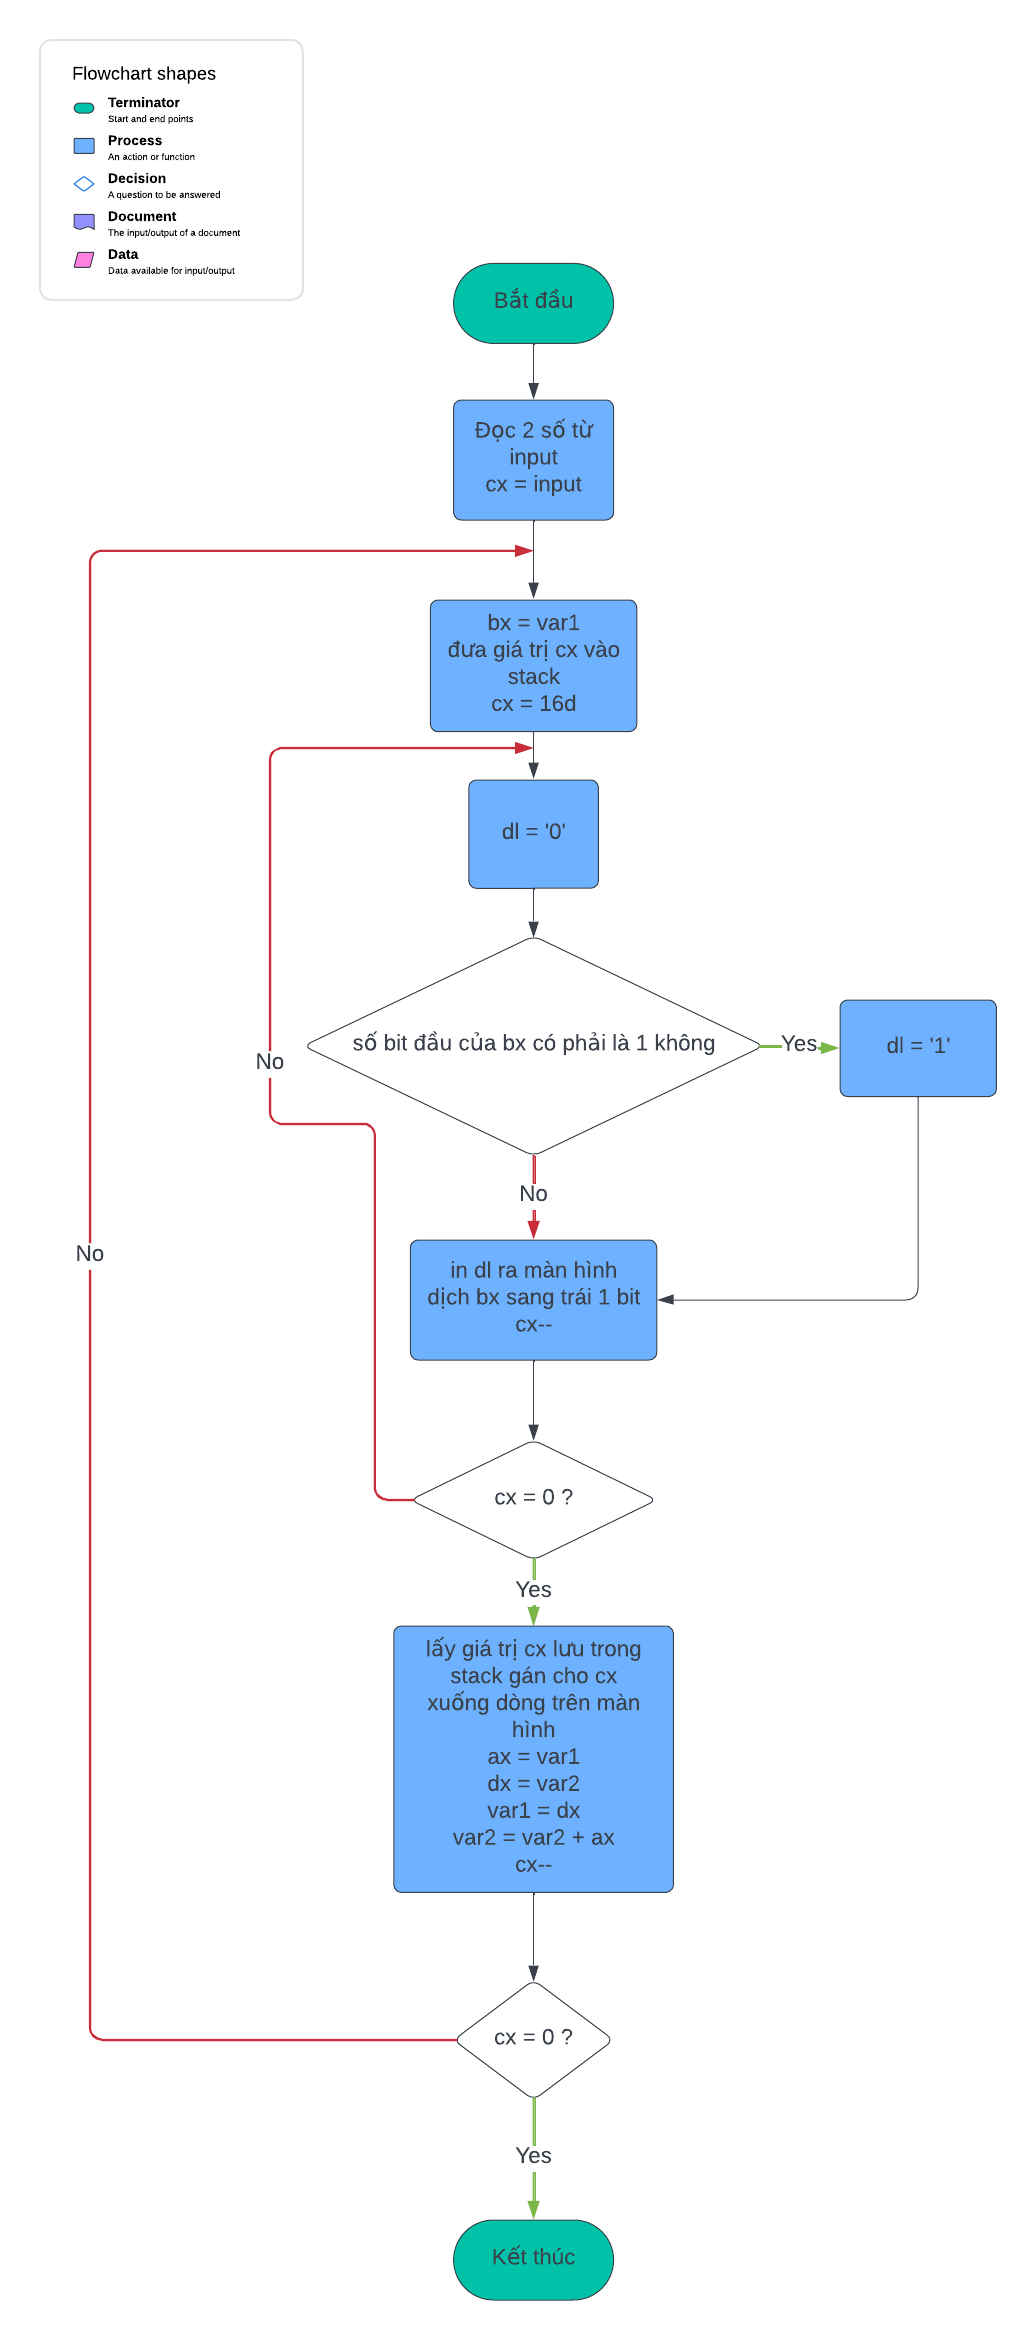 Flowchart shapes
Terminator
Start and end points
Process
An action or function
Decision
A question to be answered
Document
The input/output of a document
Data
Data available for input/output
Bắt đầu
Đọc 2 số từ
input
cx = input
bx = var1
đưa giá trị cx vào
stack
cx = 16d
dl = '0'
số bit đầu của bx có phải là 1 không
Yes
dl = '1'
No
No
in dl ra màn hình
dịch bx sang trái 1 bit
cx--
No
cx = 0 ?
Yes
lấy giá trị cx lưu trong
stack gán cho cx
xuống dòng trên màn
hình
ax = var1
dx = var2
var1 = dx
var2 = var2 + ax
cx--
cx = 0 ?
Yes
Kết thúc